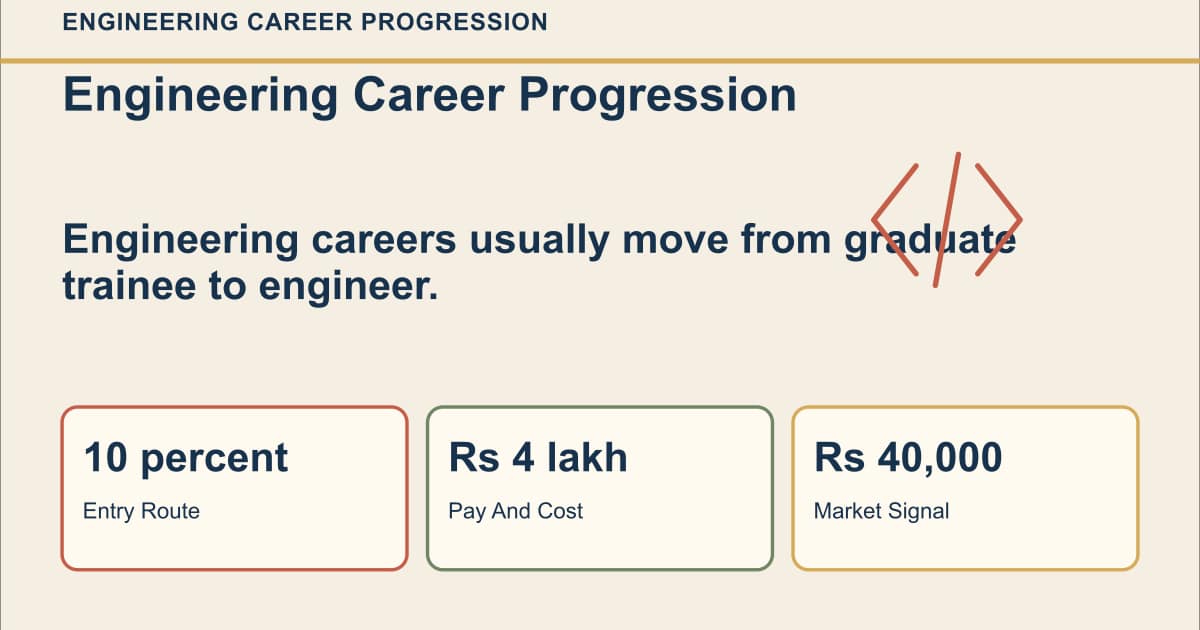 ENGINEERING CAREER PROGRESSION
Engineering Career Progression
Engineering careers usually move from graduate
trainee to engineer.
10 percent
Entry Route
Rs 4 lakh
Pay And Cost
Rs 40,000
Market Signal